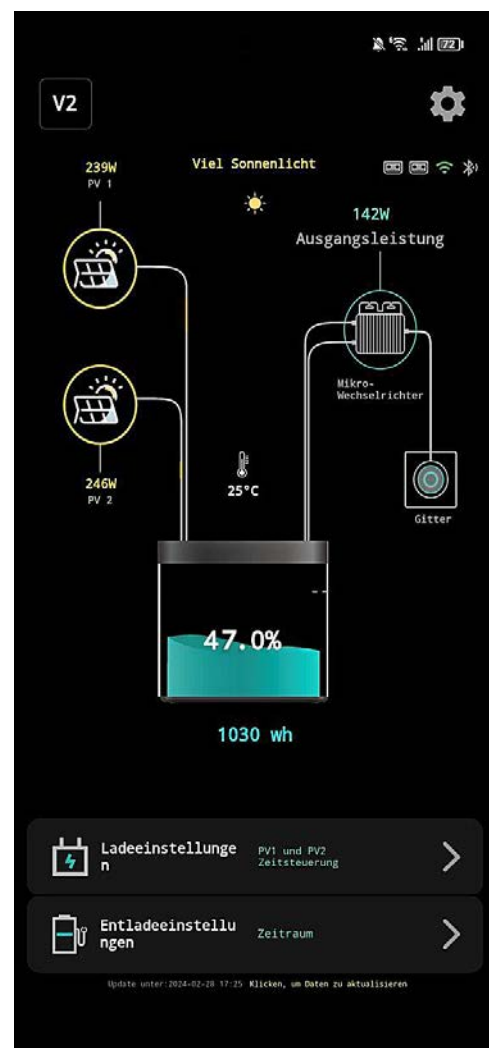 72
V2
239W
PV 1
Viel Sonnenlicht
142W
Ausgangsleistung
Mikro-
Wechselrichter
246W
PV 2
25°C
Gitter
47.0%
1030 wh
Ladeeinstellunge
n
PV1 und PV2
Zeitsteuerung
Entladeeinstellu
ngen
Zeitraum
Update unter:2024-02-28 17:25 Klicken, um Daten zu aktualisieren